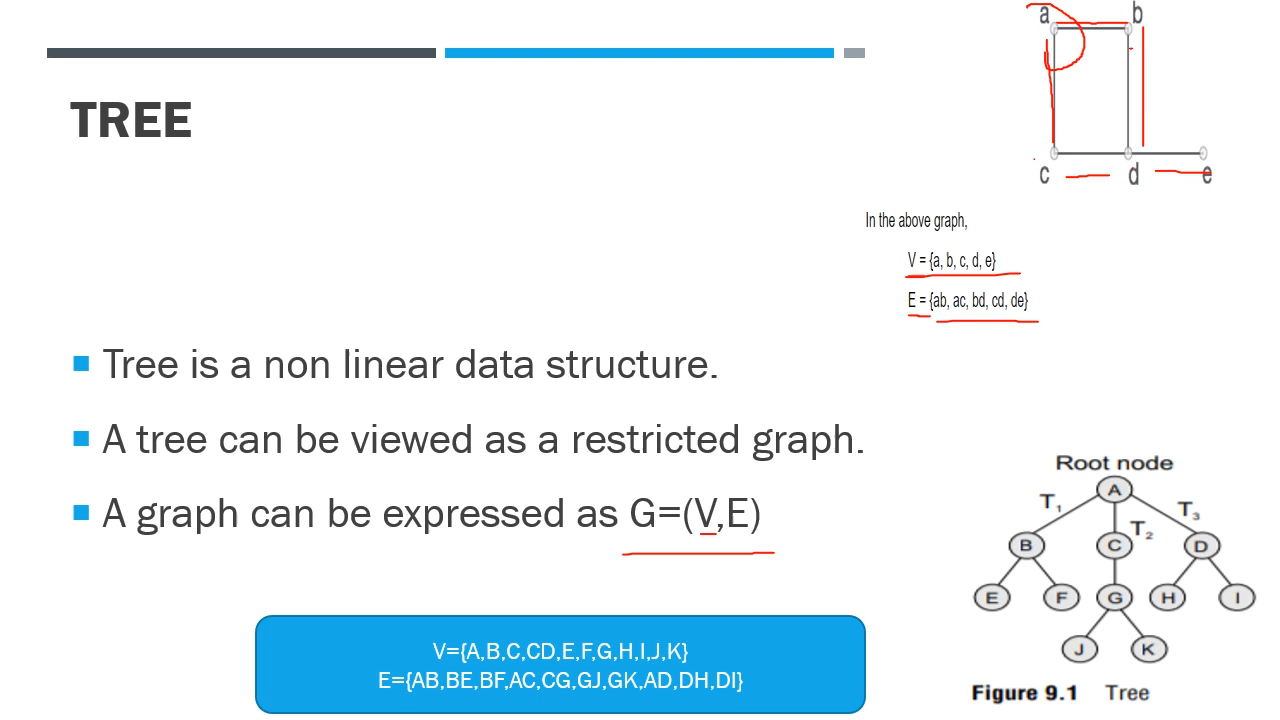 TREE
a b
c d e
In the above graph,
V = {a, b, c, d, e}
E = {ab, ac, bd, cd, de}
Tree is a non linear data structure.
A tree can be viewed as a restricted graph.
A graph can be expressed as G=(V,E)
V={A,B,C,CD,E,F,G,H,I,J,K}
E={AB,BE,BF,AC,CG,GJ,GK,AD,DH,DI}
Root node
A
T1 T2 T3
B C D
E F G H I
J K
Figure 9.1 Tree